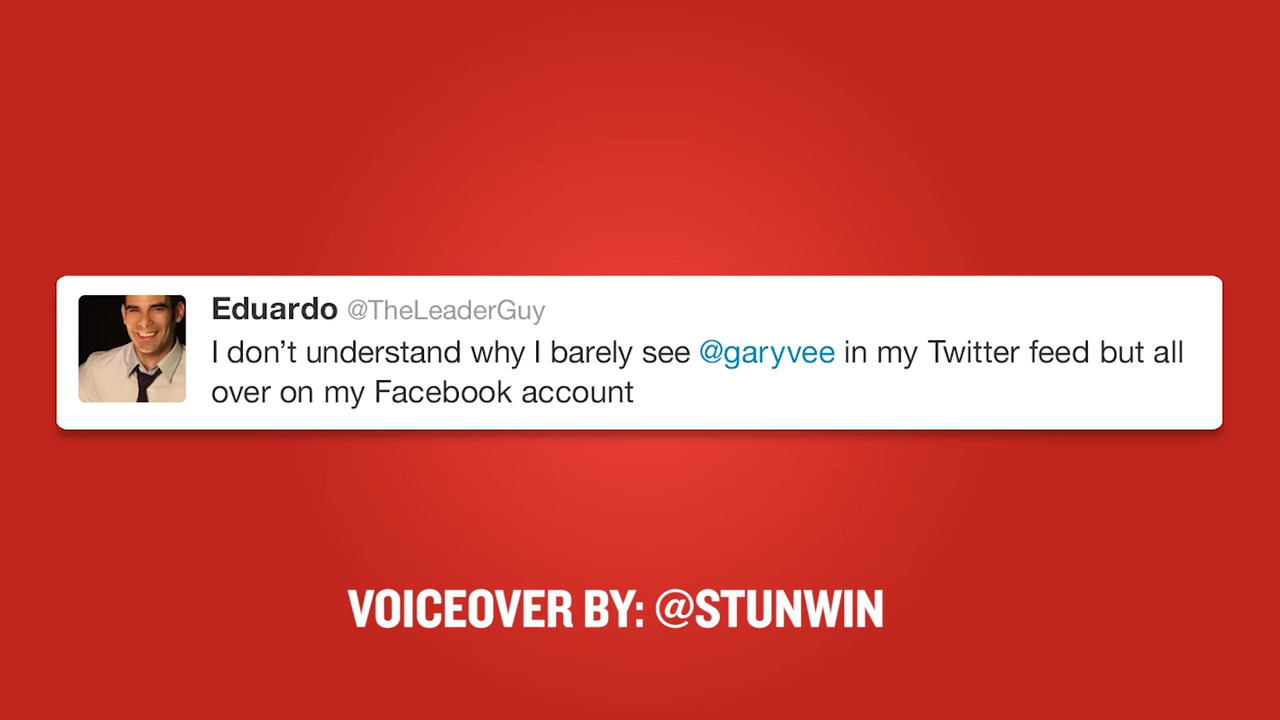 Eduardo @TheLeaderGuy
I don’t understand why I barely see @garyvee in my Twitter feed but all
over on my Facebook account
VOICEOVER BY: @STUNWIN